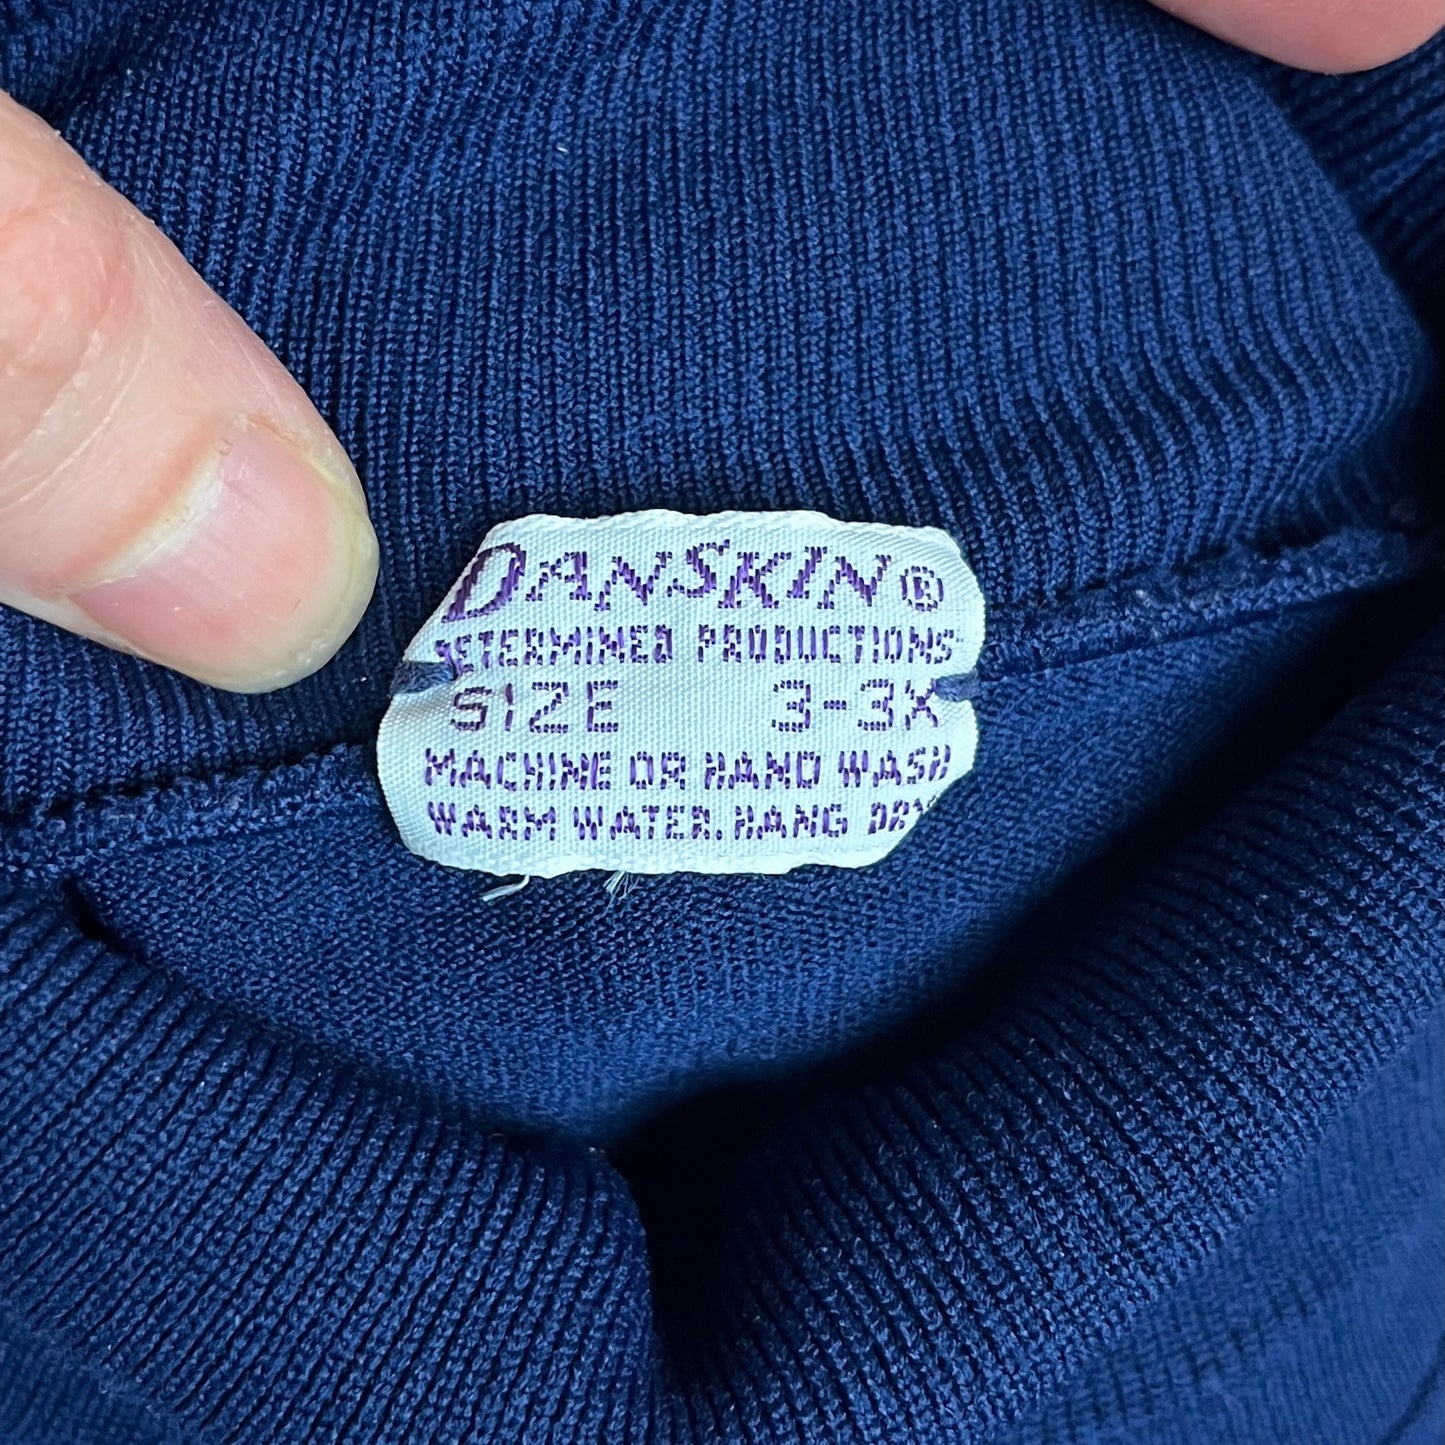 DANSKIN®
DETERMINED PRODUCTIONS
SIZE 3-3X
MACHINE OR HAND WASH
WARM WATER. HANG DRY